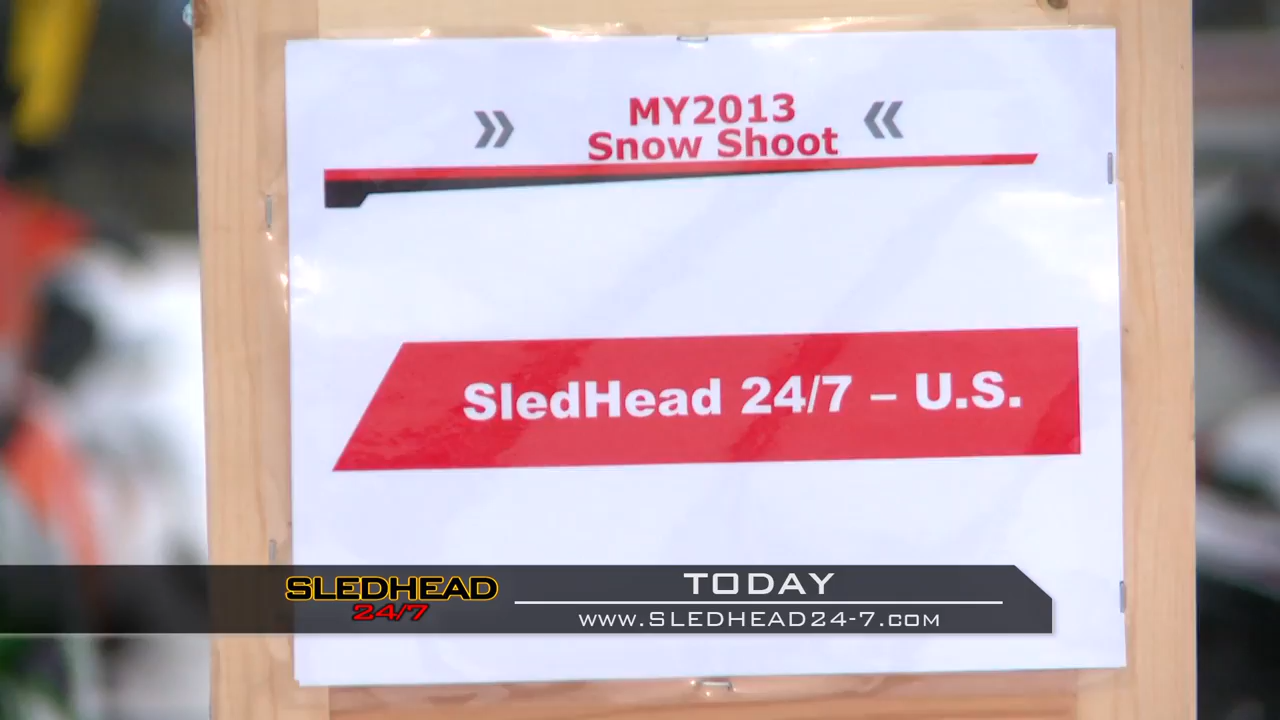 » MY2013 «
Snow Shoot
SledHead 24/7 – U.S.
SLEDHEAD
24/7
TODAY
www.SLEDHEAD24-7.com